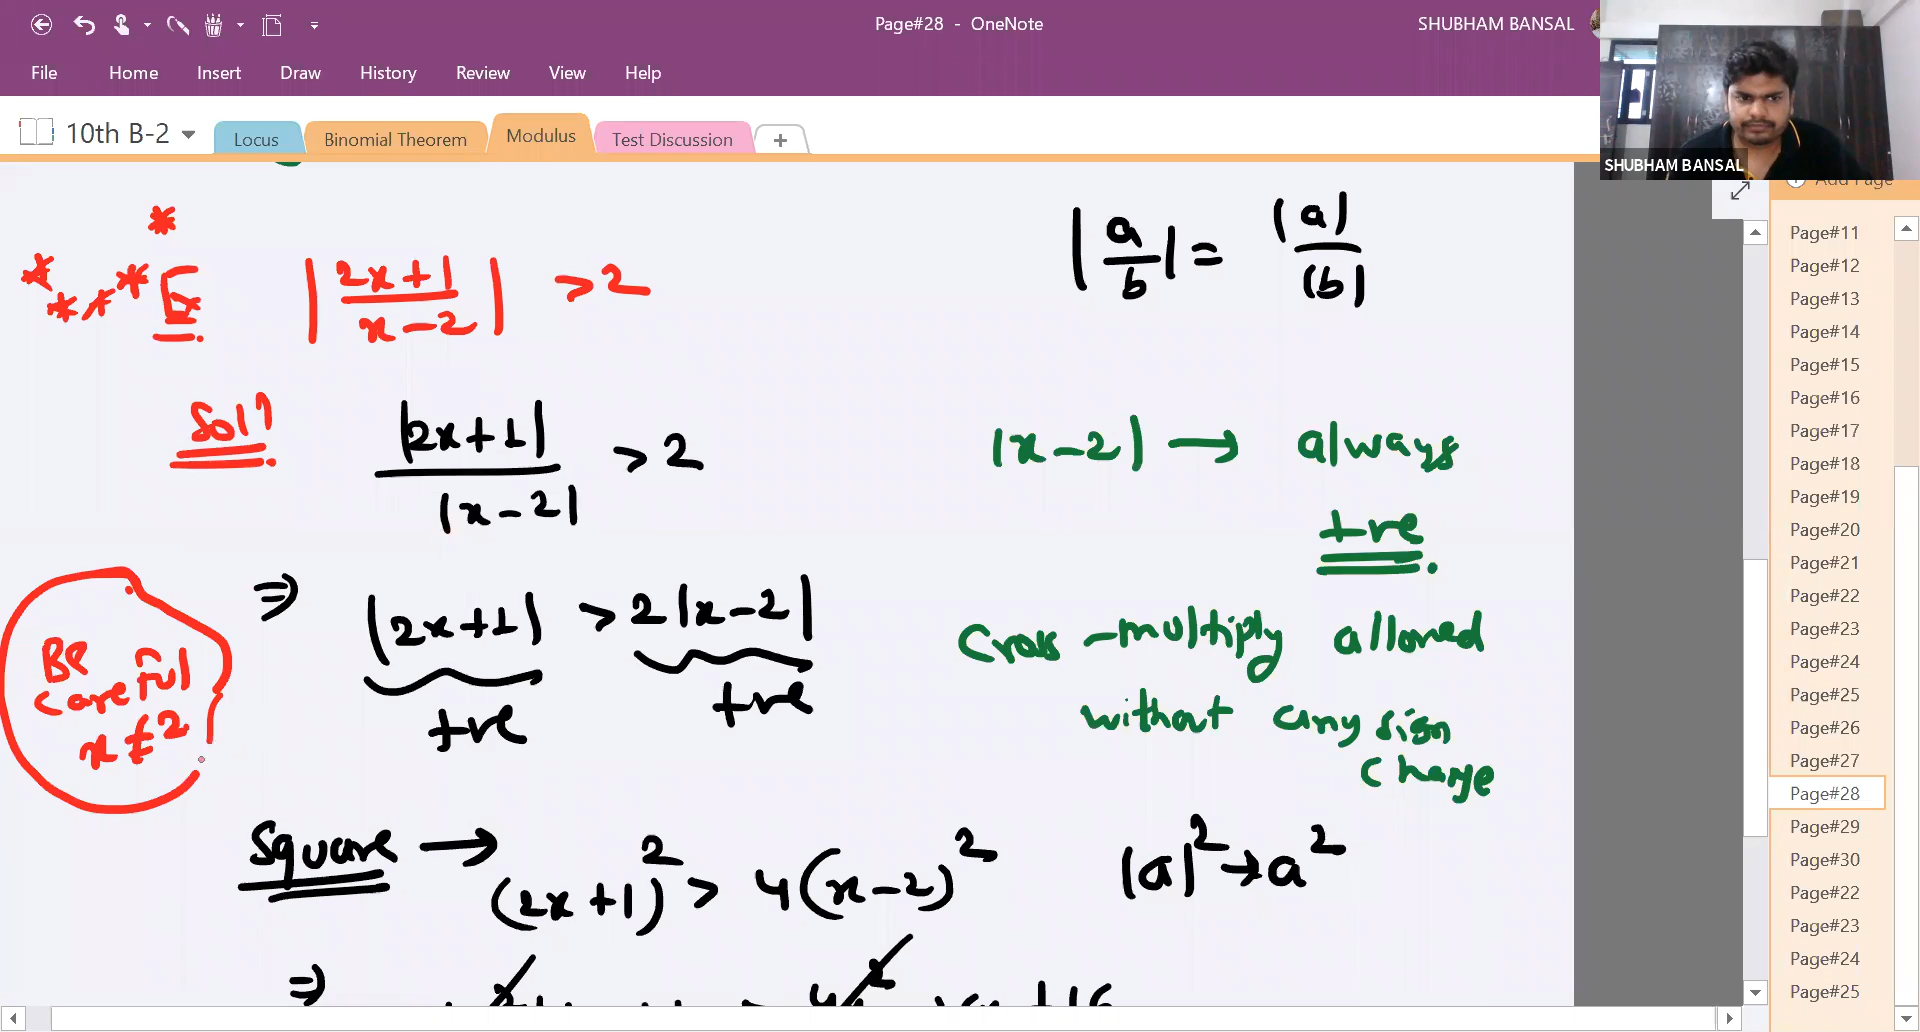 Page#28 - OneNote
SHUBHAM BANSAL
File Home Insert Draw History Review View Help
SHUBHAM BANSAL
10th B-2 Locus Binomial Theorem Modulus Test Discussion +
Add Page
Ex |2x+1/x-2| >2
|a/b| = |a|/|b|
Sol? |2x+1|/|x-2| >2
|x-2| → always
+ve
⇒ |2x+1| > 2|x-2|
+ve +ve
Be
careful
x≠2
Cross-multiply allowed
without any sign
change
Square → (2x+1)² > 4(x-2)²
|a|² → a²
⇒
Page#11
Page#12
Page#13
Page#14
Page#15
Page#16
Page#17
Page#18
Page#19
Page#20
Page#21
Page#22
Page#23
Page#24
Page#25
Page#26
Page#27
Page#28
Page#29
Page#30
Page#22
Page#23
Page#24
Page#25